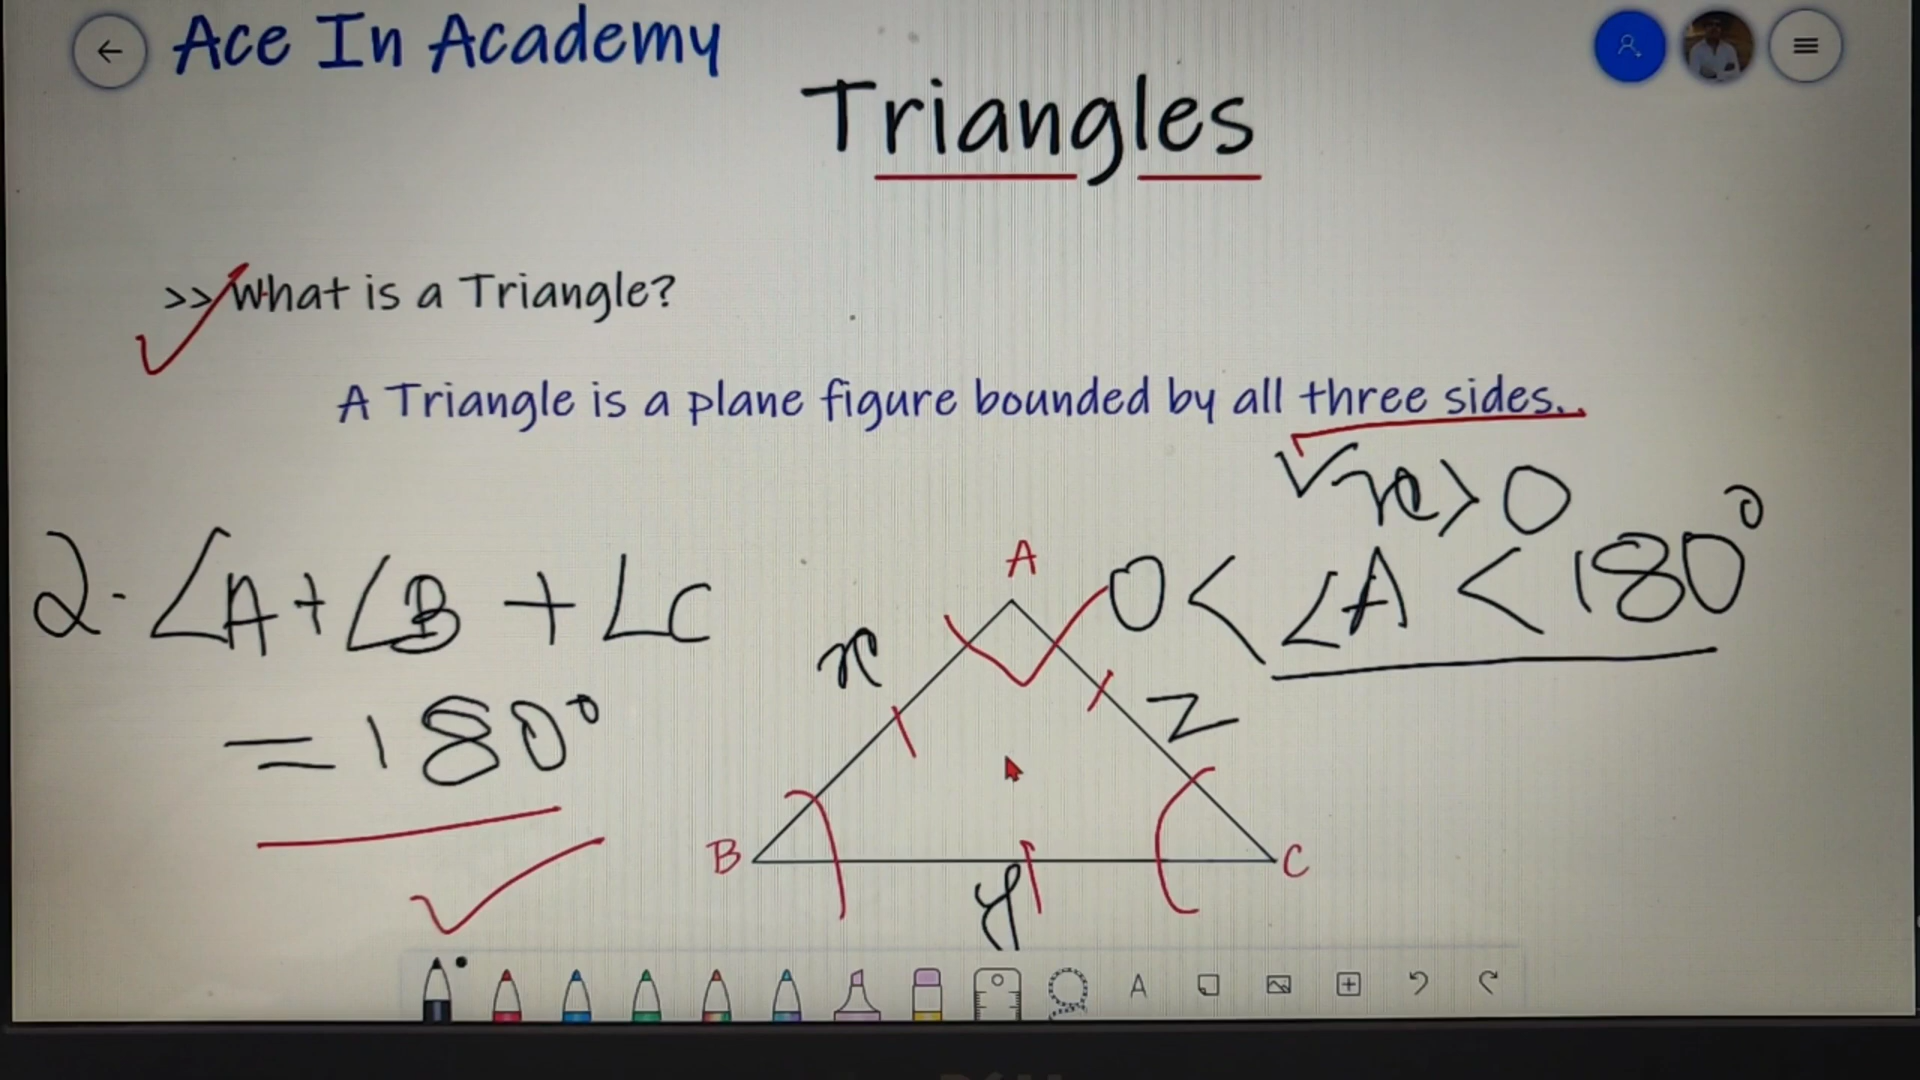 Ace In Academy
Triangles
>> What is a Triangle?
A Triangle is a plane figure bounded by all three sides..
x > 0
0 < ∠A < 180°
2. ∠A + ∠B + ∠C
= 180°
A
x
z
B
C
y
A